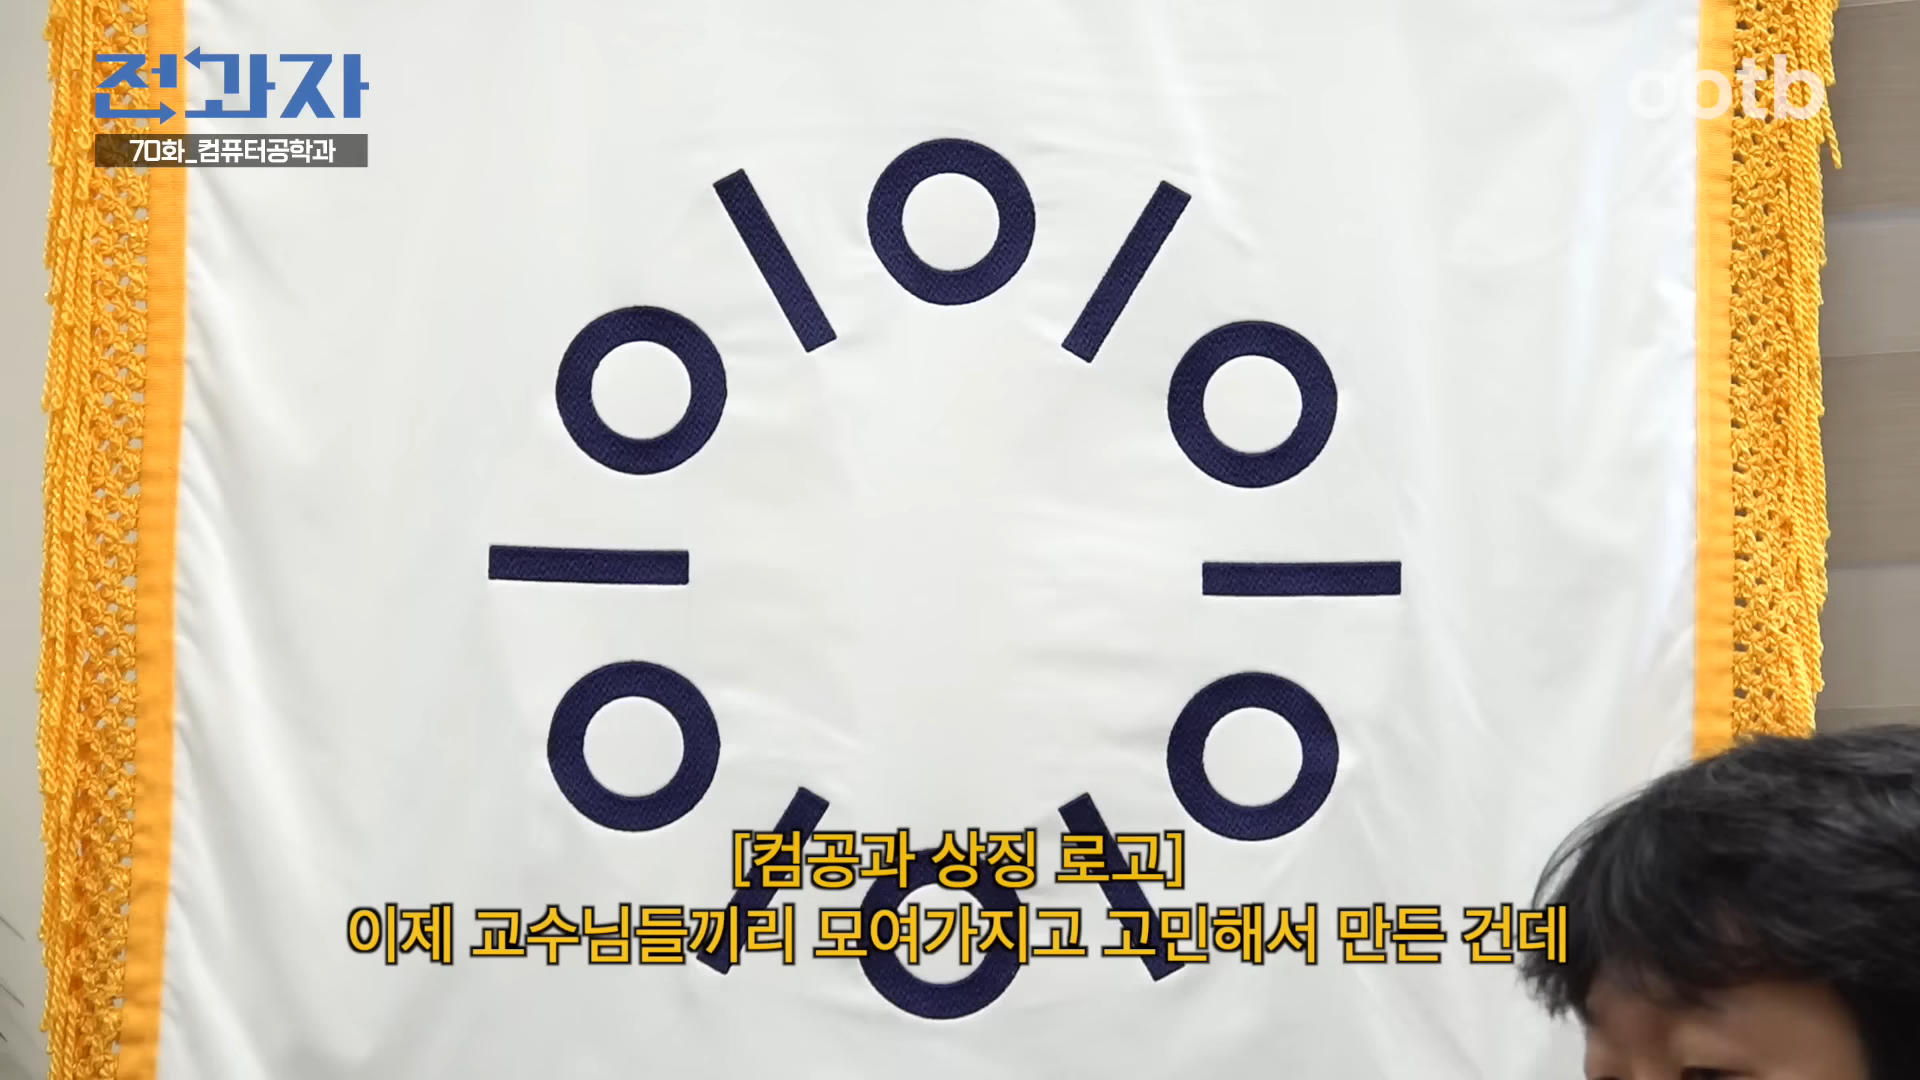 전과자
70화_컴퓨터공학과
ootb
[컴공과 상징 로고]
이제 교수님들끼리 모여가지고 고민해서 만든 건데